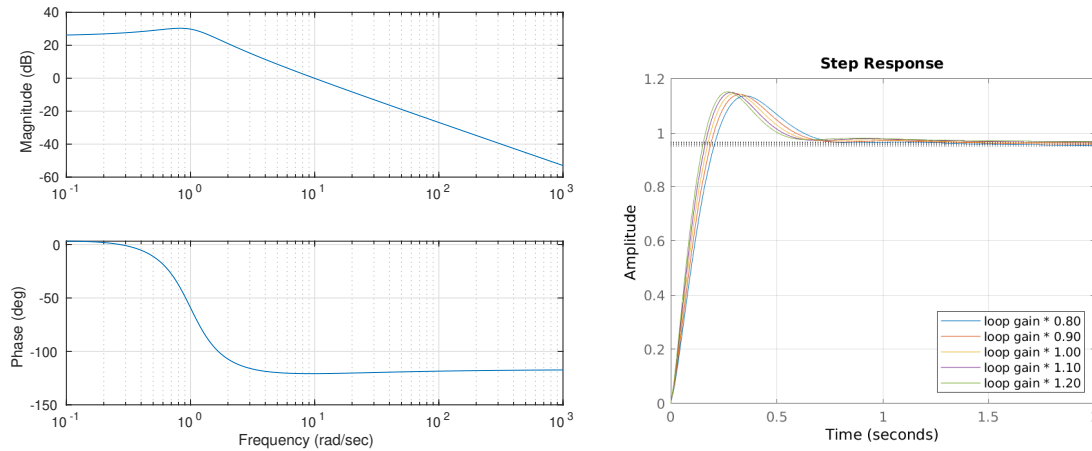 40
20
0
-20
-40
-60
Magnitude (dB)
10^-1
10^0
10^1
10^2
10^3
0
-50
-100
-150
Phase (deg)
10^-1
10^0
10^1
10^2
10^3
Frequency (rad/sec)
Step Response
1.2
1
0.8
0.6
0.4
0.2
0
Amplitude
0
0.5
1
1.5
Time (seconds)
loop gain * 0.80
loop gain * 0.90
loop gain * 1.00
loop gain * 1.10
loop gain * 1.20